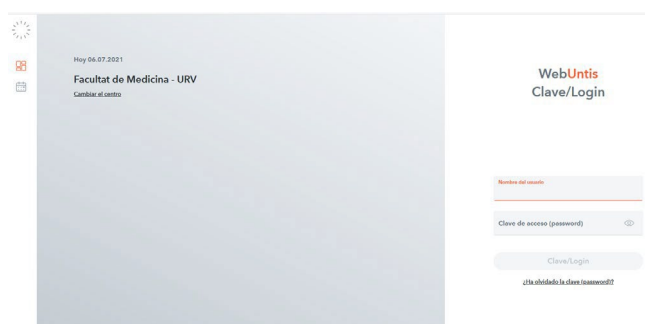 Hoy 06.07.2021
Facultat de Medicina - URV
Cambiar el centro
WebUntis
Clave/Login
Nombre del usuario
Clave de acceso (password)
Clave/Login
¿Ha olvidado la clave (password)?